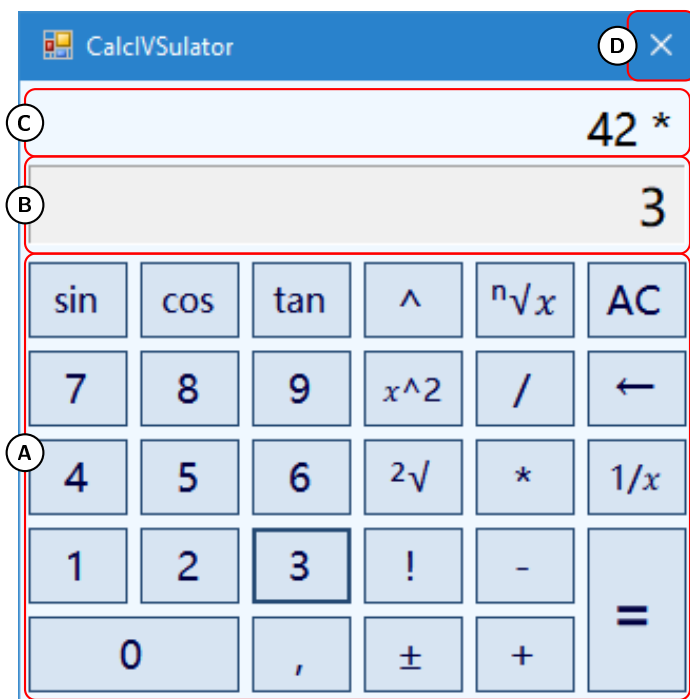 CalcIVSulator D ×
C 42 *
B 3
sin cos tan ^ ⁿ√x AC
7 8 9 x^2 / ←
A 4 5 6 ²√ * 1/x
1 2 3 ! - =
0 , ± +